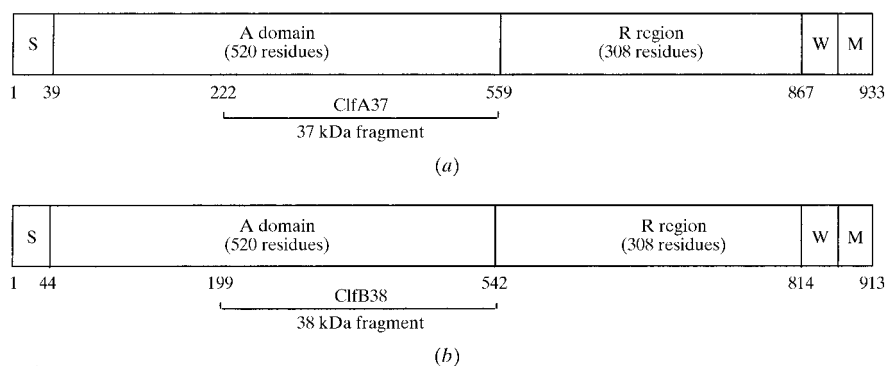 S A domain (520 residues) R region (308 residues) W M
1 39 222 559 867 933
ClfA37
37 kDa fragment
(a)
S A domain (520 residues) R region (308 residues) W M
1 44 199 542 814 913
ClfB38
38 kDa fragment
(b)